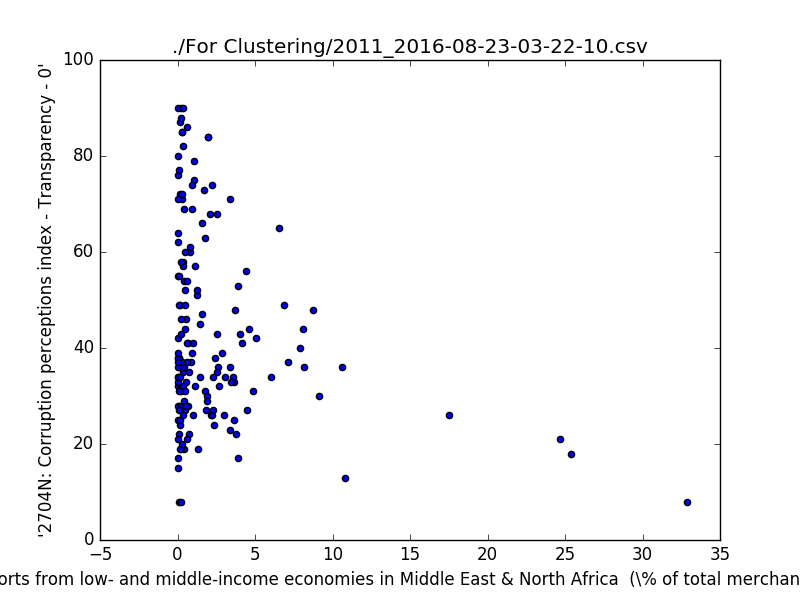 ./For Clustering/2011_2016-08-23-03-22-10.csv
100
80
60
40
20
0
'2704N: Corruption perceptions index - Transparency - 0'
−5 0 5 10 15 20 25 30 35
from low- and middle-income economies in Middle East & North Africa (\% of total